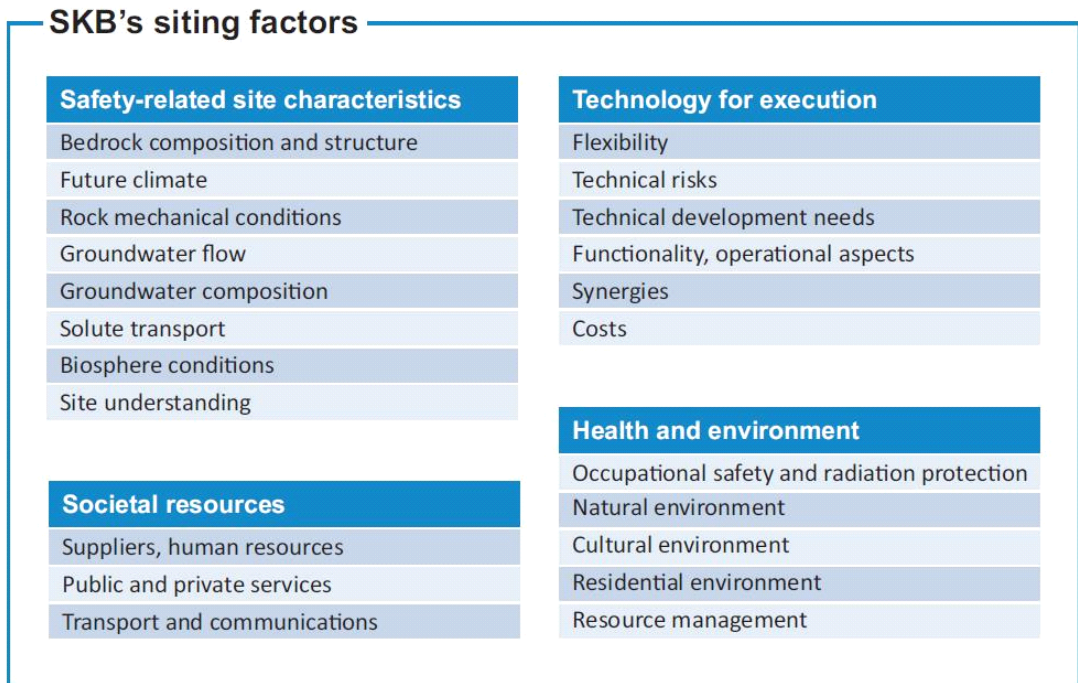 SKB's siting factors
Safety-related site characteristics
Bedrock composition and structure
Future climate
Rock mechanical conditions
Groundwater flow
Groundwater composition
Solute transport
Biosphere conditions
Site understanding
Societal resources
Suppliers, human resources
Public and private services
Transport and communications
Technology for execution
Flexibility
Technical risks
Technical development needs
Functionality, operational aspects
Synergies
Costs
Health and environment
Occupational safety and radiation protection
Natural environment
Cultural environment
Residential environment
Resource management